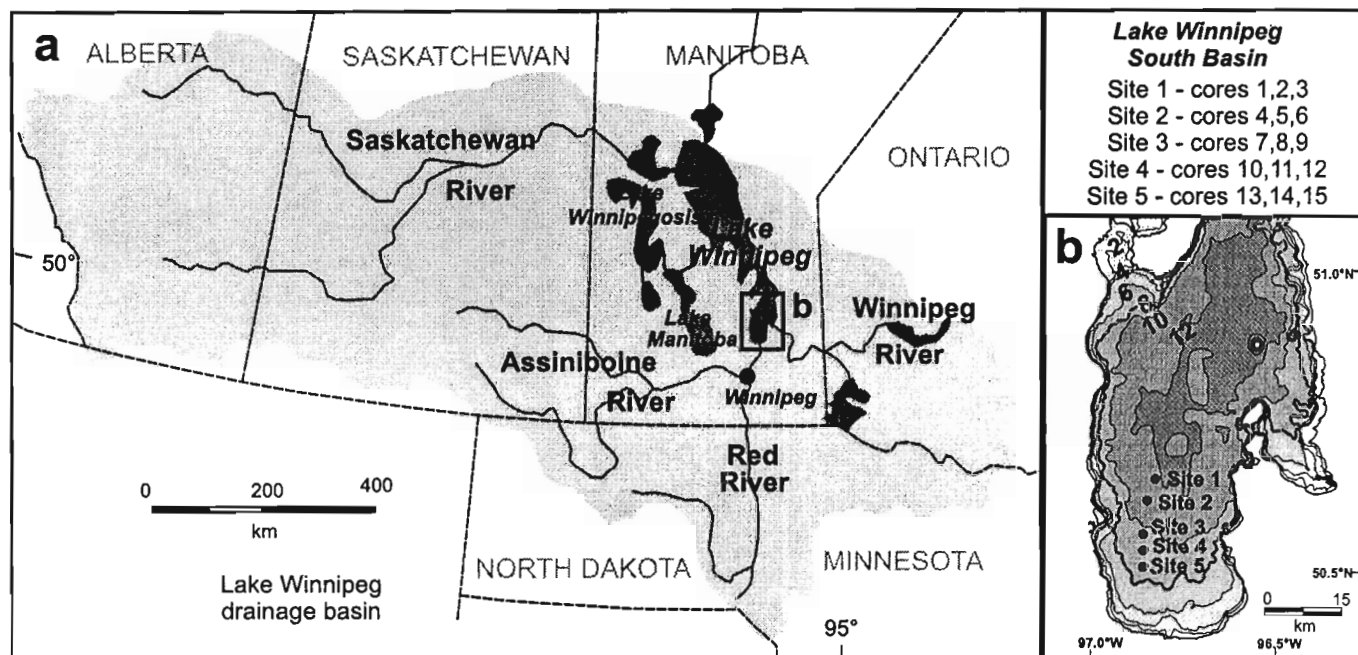 a
ALBERTA
SASKATCHEWAN
MANITOBA
ONTARIO
Saskatchewan
River
Lake
Winnipegosis
Lake
Winnipeg
50°
b
Winnipeg
River
Lake
Manitoba
Assiniboine
River
Winnipeg
Red
River
0 200 400
km
NORTH DAKOTA
MINNESOTA
Lake Winnipeg
drainage basin
95°
Lake Winnipeg
South Basin
Site 1 - cores 1,2,3
Site 2 - cores 4,5,6
Site 3 - cores 7,8,9
Site 4 - cores 10,11,12
Site 5 - cores 13,14,15
b
2
4
6
8
10
12
51.0°N
Site 1
Site 2
Site 3
Site 4
Site 5
50.5°N
0 15
km
97.0°W
96.5°W